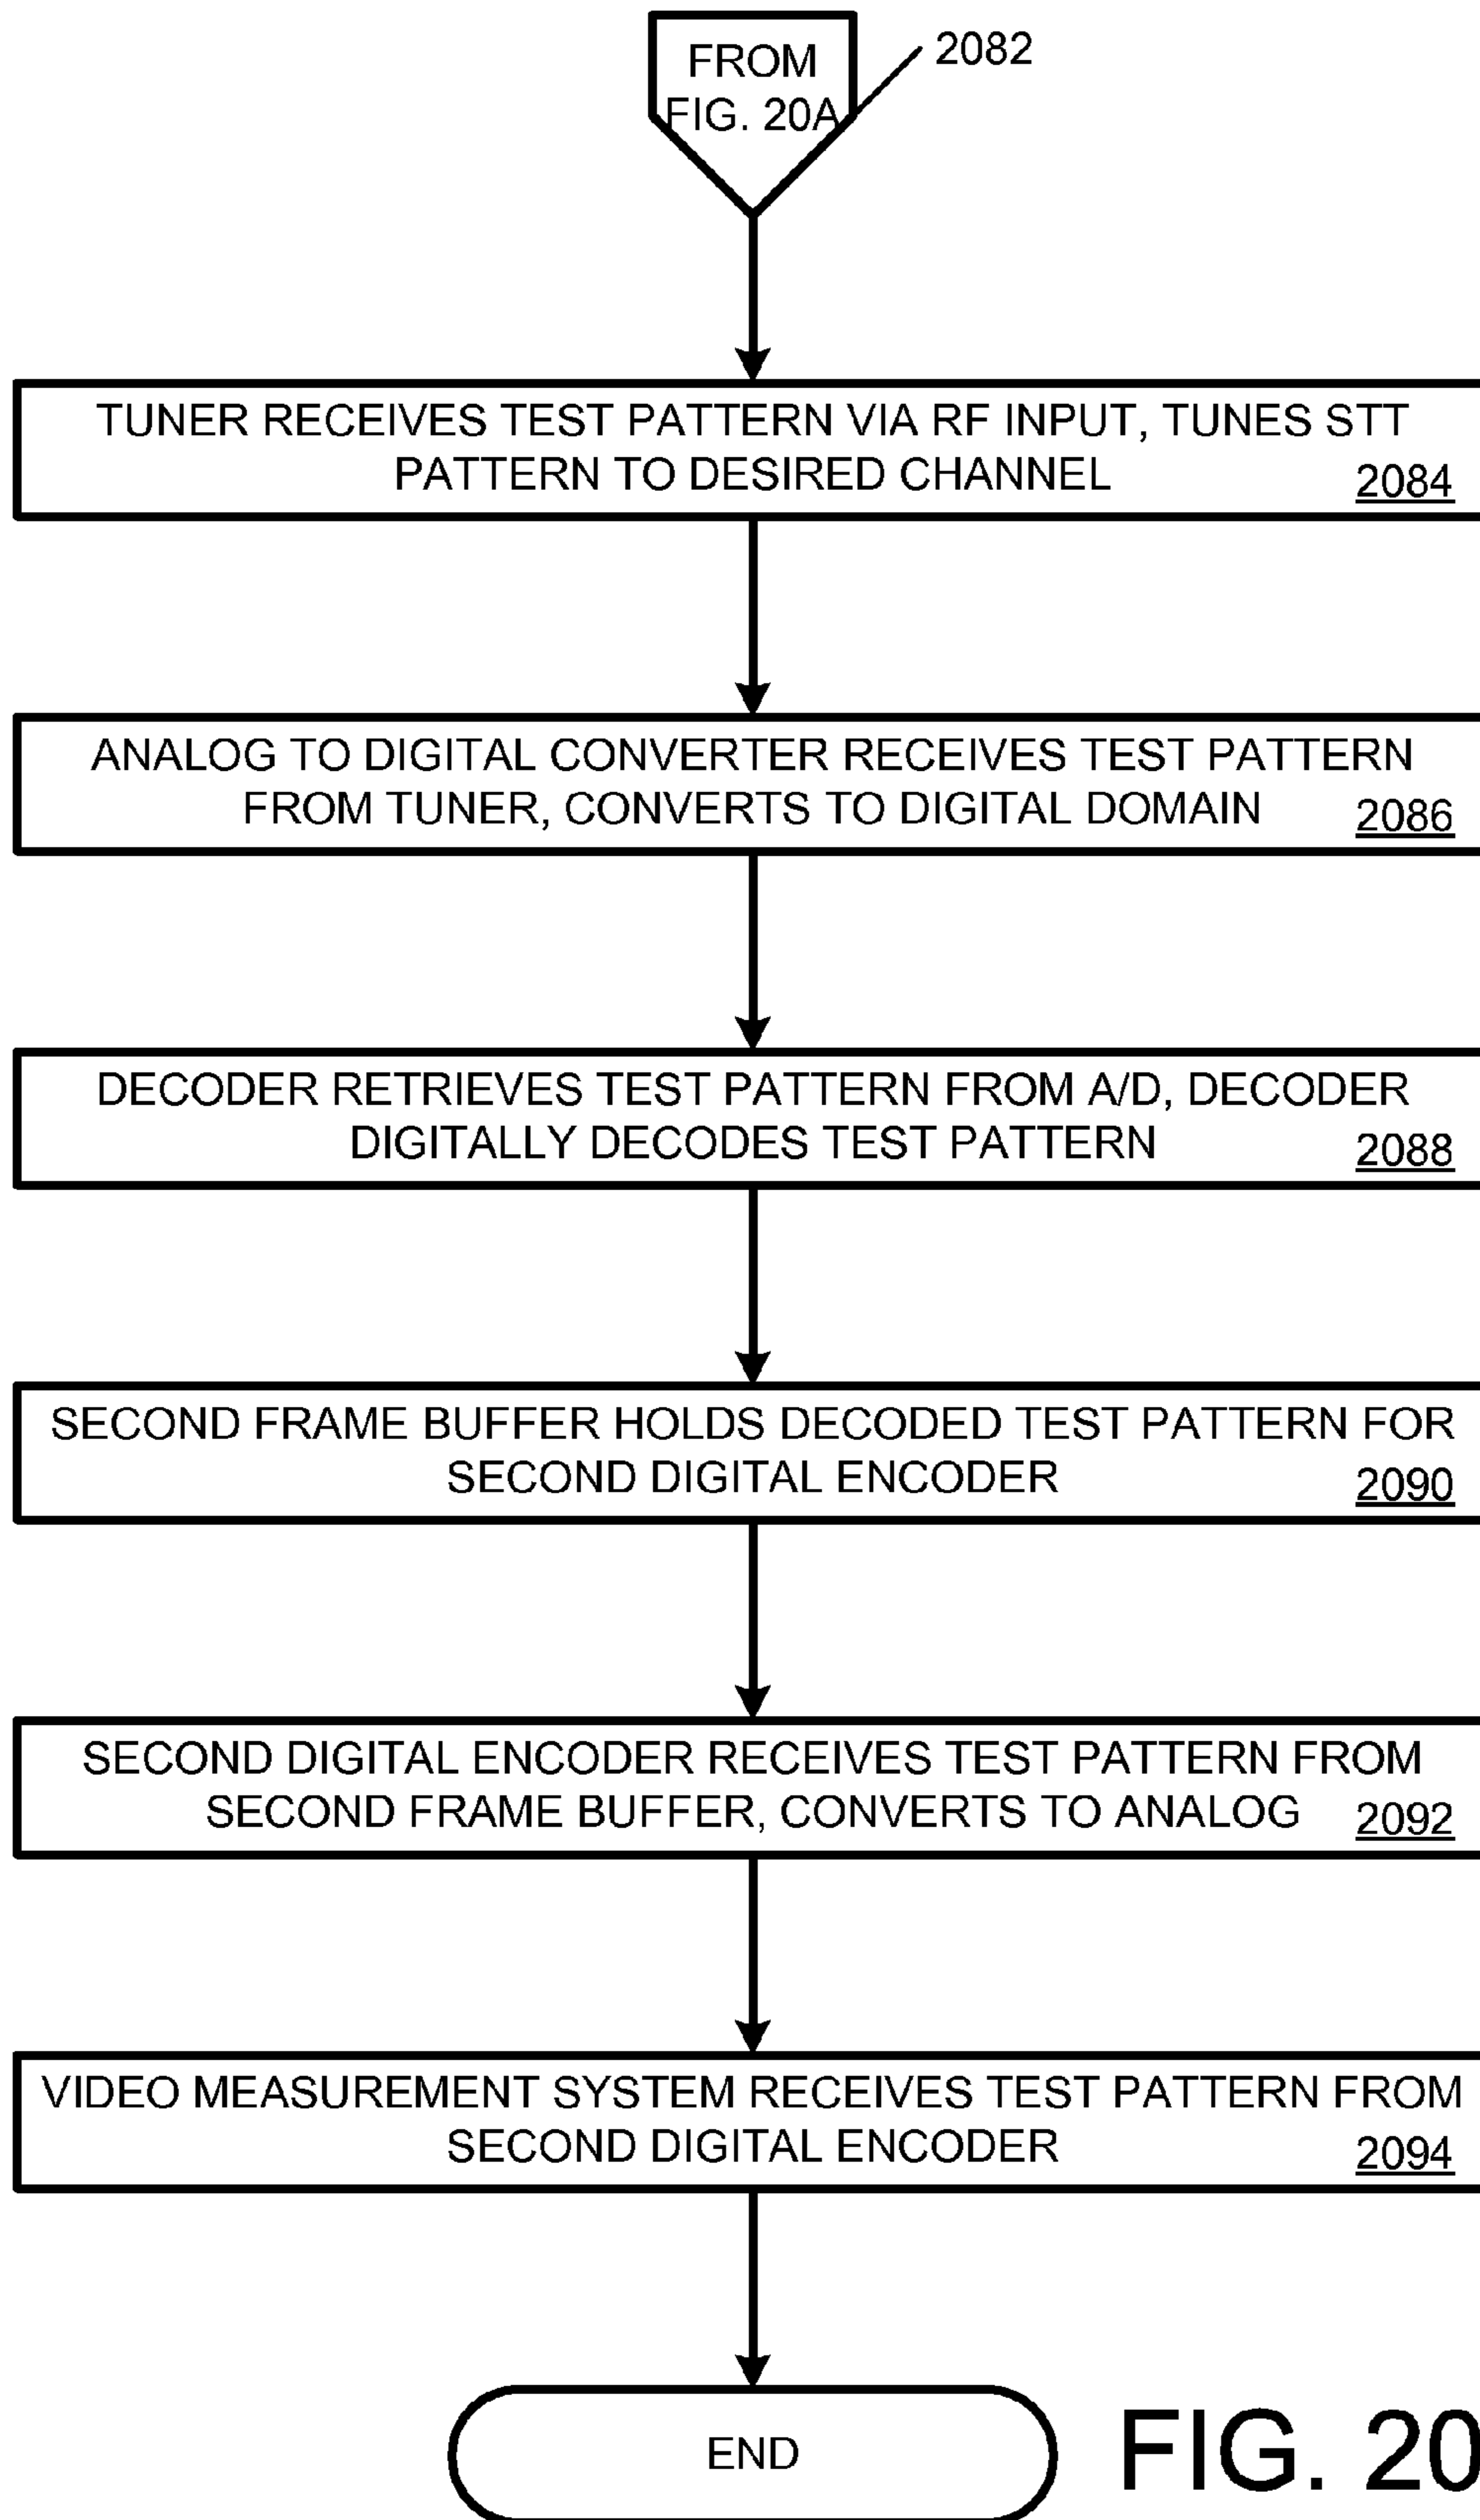 FROM
FIG. 20A
2082
TUNER RECEIVES TEST PATTERN VIA RF INPUT, TUNES STT
PATTERN TO DESIRED CHANNEL
2084
ANALOG TO DIGITAL CONVERTER RECEIVES TEST PATTERN
FROM TUNER, CONVERTS TO DIGITAL DOMAIN
2086
DECODER RETRIEVES TEST PATTERN FROM A/D, DECODER
DIGITALLY DECODES TEST PATTERN
2088
SECOND FRAME BUFFER HOLDS DECODED TEST PATTERN FOR
SECOND DIGITAL ENCODER
2090
SECOND DIGITAL ENCODER RECEIVES TEST PATTERN FROM
SECOND FRAME BUFFER, CONVERTS TO ANALOG
2092
VIDEO MEASUREMENT SYSTEM RECEIVES TEST PATTERN FROM
SECOND DIGITAL ENCODER
2094
END
FIG. 20